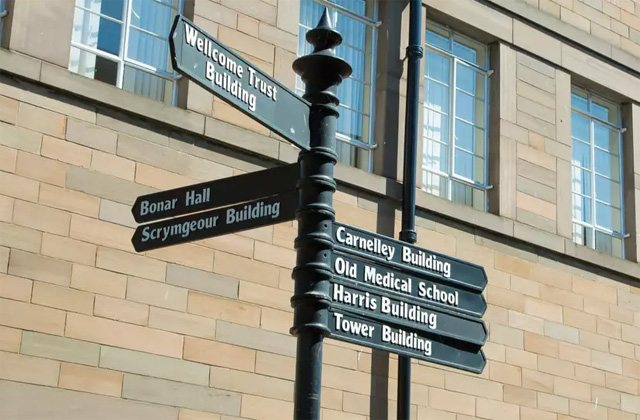 Wellcome Trust
Building
Bonar Hall
Scrymgeour Building
Carnelley Building
Old Medical School
Harris Building
Tower Building